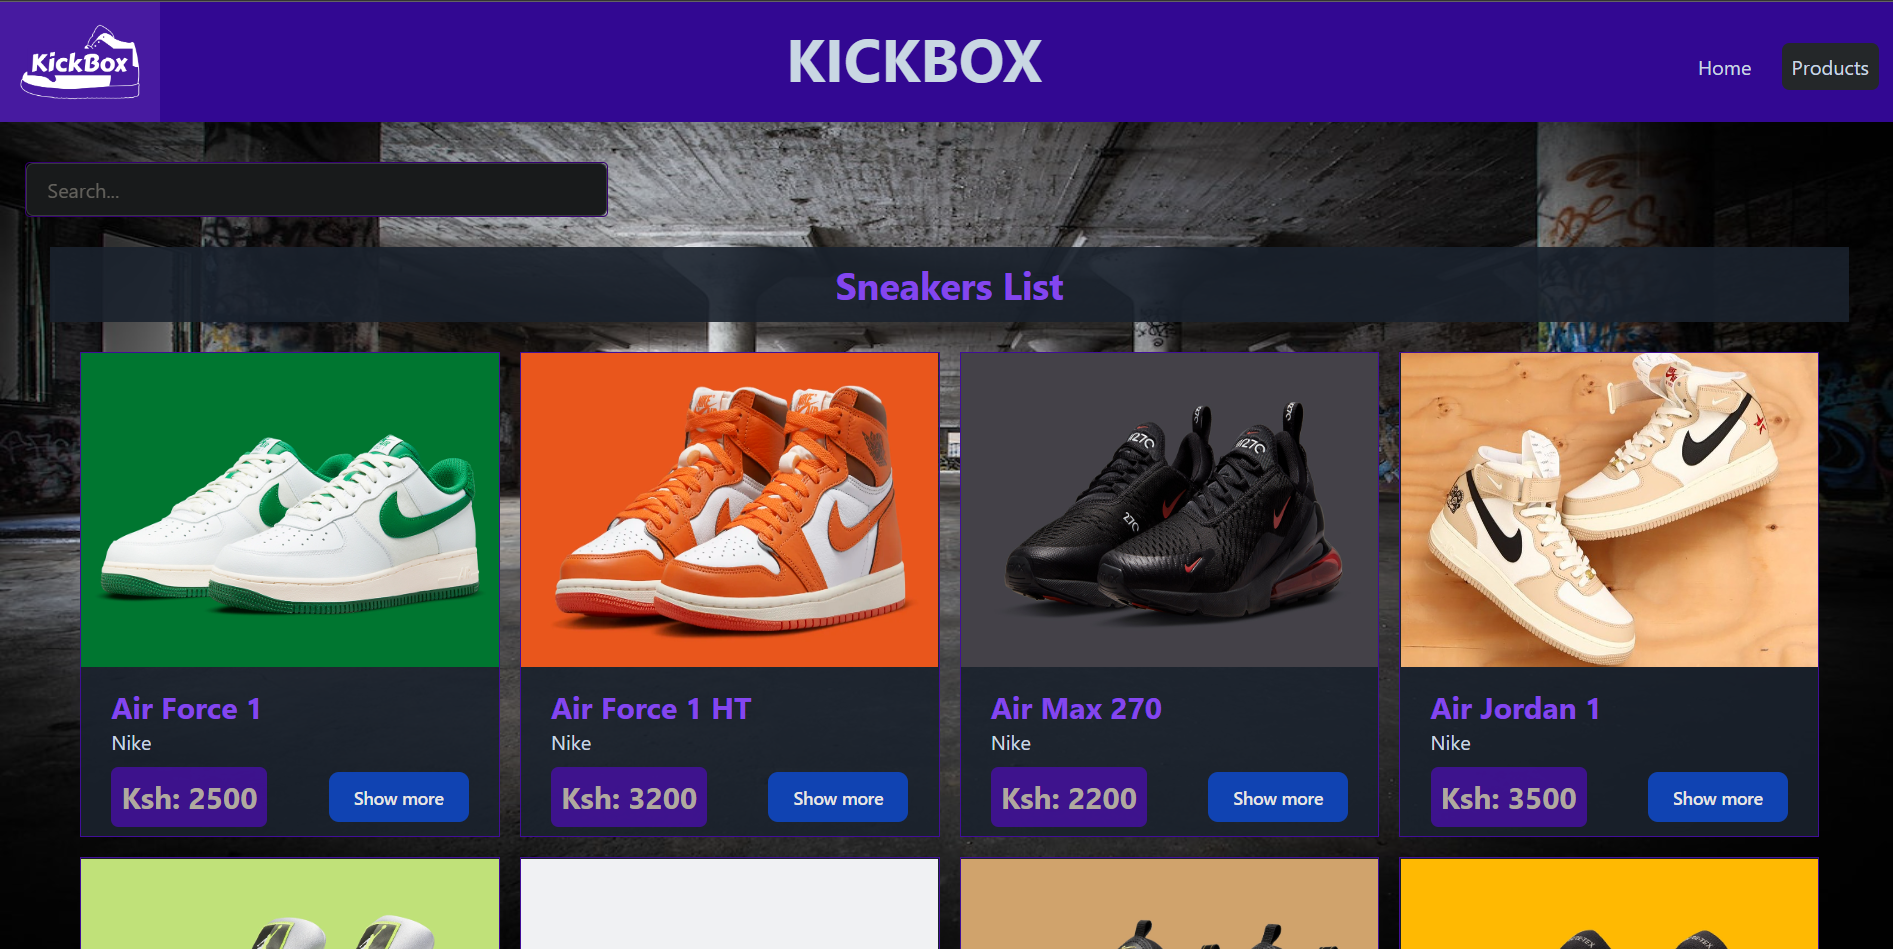 KickBox
KICKBOX
Home
Products
Search...
Sneakers List
Air Force 1
Nike
Ksh: 2500
Show more
Air Force 1 HT
Nike
Ksh: 3200
Show more
Air Max 270
Nike
Ksh: 2200
Show more
Air Jordan 1
Nike
Ksh: 3500
Show more